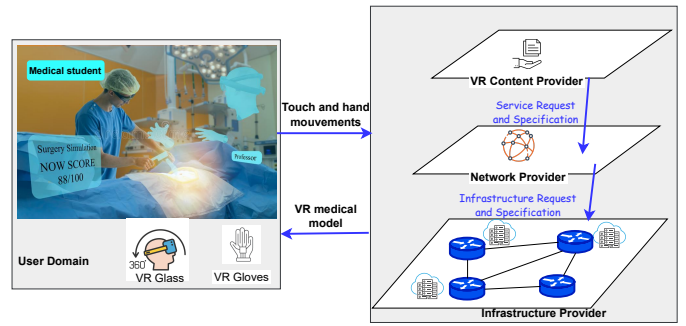 Medical student
Surgery Simulation
NOW SCORE
88/100
Professor
User Domain
360°
VR Glass
VR Gloves
Touch and hand
mouvements
VR medical
model
VR Content Provider
Service Request
and Specification
Network Provider
Infrastructure Request
and Specification
Infrastructure Provider